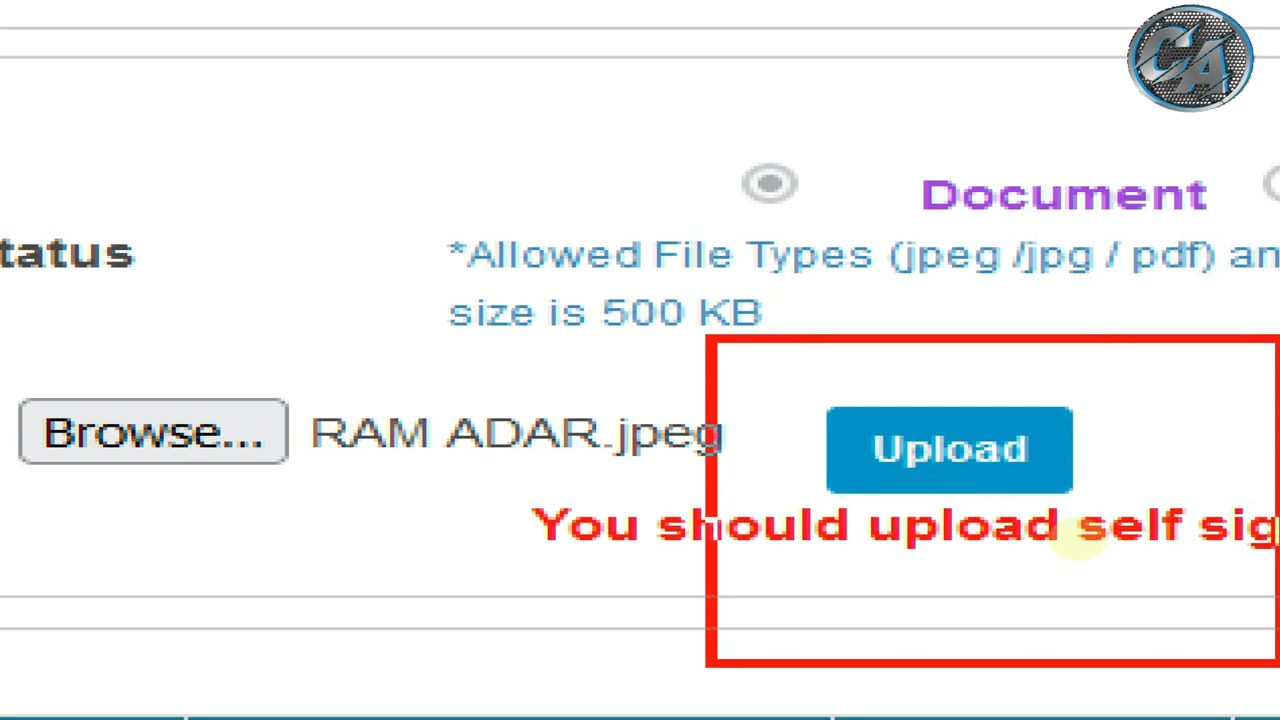 CA
Document
tatus
*Allowed File Types (jpeg /jpg / pdf) an
size is 500 KB
Browse... RAM ADAR.jpeg Upload
You should upload self sig